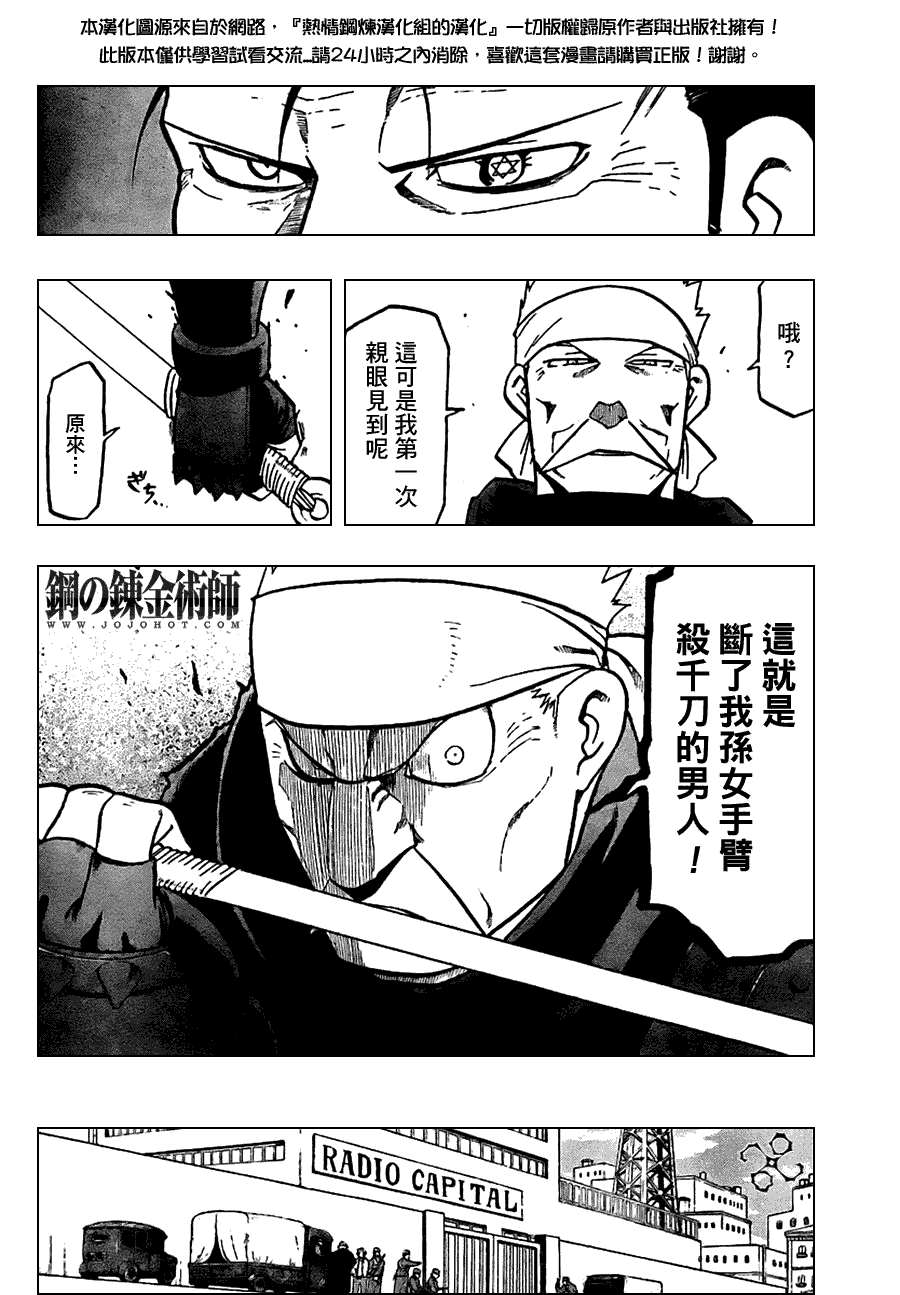 本漢化圖源來自於網路，『熱情鋼煉漢化組的漢化』一切版權歸原作者與出版社擁有！
此版本僅供學習試看交流...請24小時之內消除，喜歡這套漫畫請購買正版！謝謝。
哦？
這可是我第一次
親眼見到呢
原來…
ぎち…
鋼の錬金術師
WWW.JOJOHOT.COM
這就是
斷了我孫女手臂
殺千刀的男人！
RADIO CAPITAL